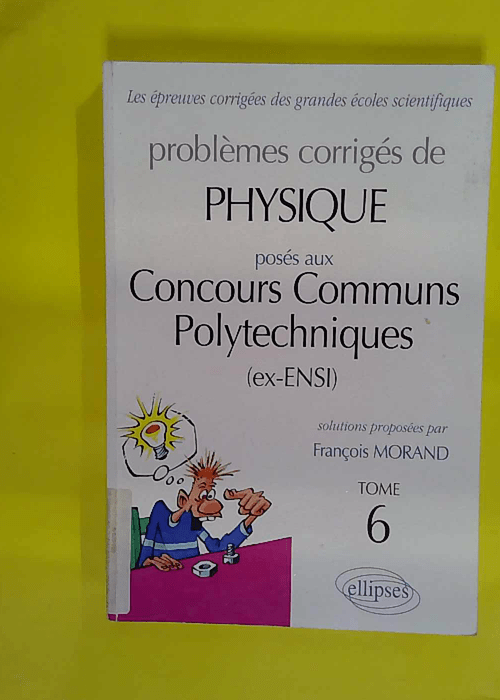 Les épreuves corrigées des grandes écoles scientifiques
problèmes corrigés de
PHYSIQUE
posés aux
Concours Communs
Polytechniques
(ex-ENSI)
solutions proposées par
François MORAND
TOME
6
ellipses